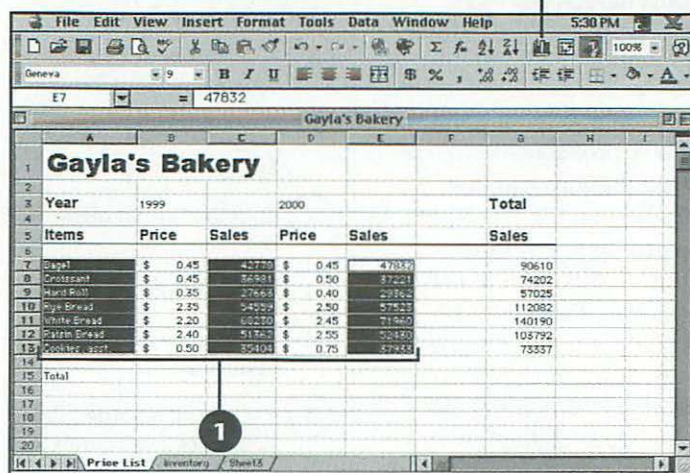 File Edit View Insert Format Tools Data Window Help 5:30 PM
Σ 100%
Geneva 9 B I U $ % ,
E7 = 47832
Gayla's Bakery
A B C D E F G H I
1 Gayla's Bakery
2
3 Year 1999 2000 Total
4
5 Items Price Sales Price Sales Sales
6
7 Bagel $ 0.45 42778 $ 0.45 47832 90610
8 Croissant $ 0.45 36981 $ 0.50 37221 74202
9 Hard Roll $ 0.35 27663 $ 0.40 29362 57025
10 Rye Bread $ 2.35 54559 $ 2.50 57523 112082
11 White Bread $ 2.20 68230 $ 2.45 71960 140190
12 Raisin Bread $ 2.40 51362 $ 2.55 52430 103792
13 Cookies, asst. $ 0.50 35404 $ 0.75 37933 73337
14
15 Total
16
17
18
19
20
1
Price List Inventory Sheet3